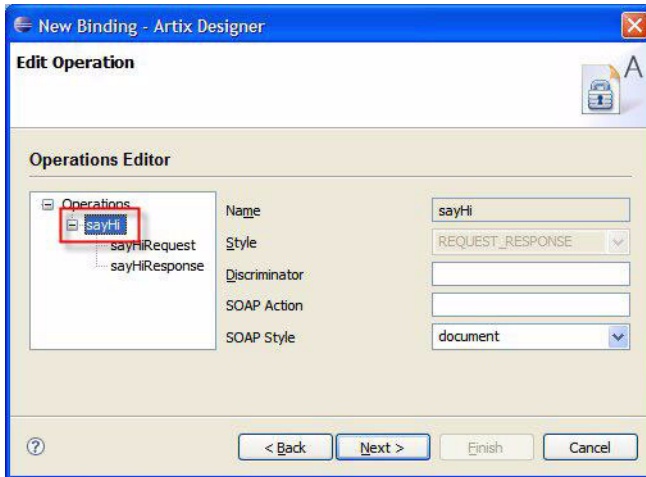 New Binding - Artix Designer
Edit Operation
A
Operations Editor
Operations
sayHi
sayHiRequest
sayHiResponse
Name
sayHi
Style
REQUEST_RESPONSE
Discriminator
SOAP Action
SOAP Style
document
?
< Back
Next >
Finish
Cancel